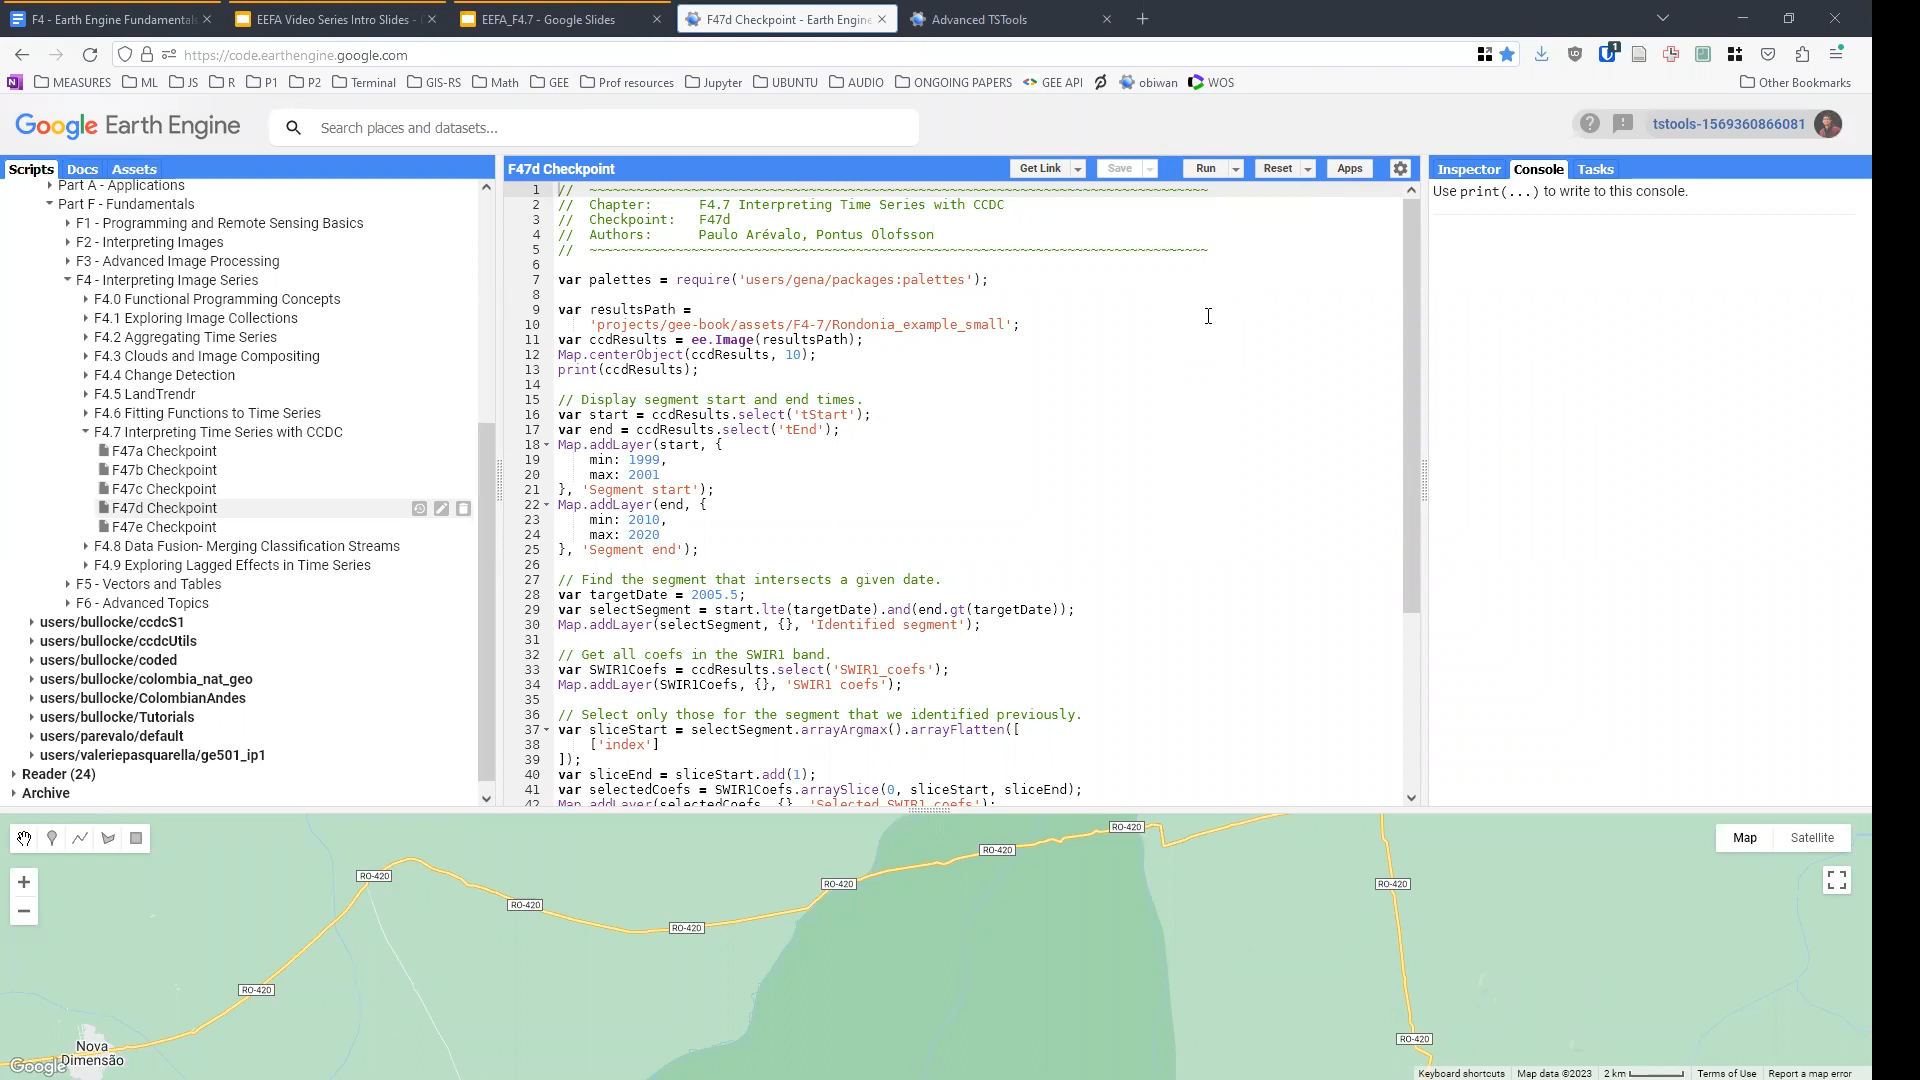 F4 - Earth Engine Fundamental
EEFA Video Series Intro Slides -
EEFA_F4.7 - Google Slides
F47d Checkpoint - Earth Engine
Advanced TSTools
https://code.earthengine.google.com
1
MEASURES
ML
JS
R
P1
P2
Terminal
GIS-RS
Math
GEE
Prof resources
Jupyter
UBUNTU
AUDIO
ONGOING PAPERS
GEE API
obiwan
WOS
Other Bookmarks
Google Earth Engine
Search places and datasets...
tstools-1569360866081
Scripts
Docs
Assets
Part A - Applications
Part F - Fundamentals
F1 - Programming and Remote Sensing Basics
F2 - Interpreting Images
F3 - Advanced Image Processing
F4 - Interpreting Image Series
F4.0 Functional Programming Concepts
F4.1 Exploring Image Collections
F4.2 Aggregating Time Series
F4.3 Clouds and Image Compositing
F4.4 Change Detection
F4.5 LandTrendr
F4.6 Fitting Functions to Time Series
F4.7 Interpreting Time Series with CCDC
F47a Checkpoint
F47b Checkpoint
F47c Checkpoint
F47d Checkpoint
F47e Checkpoint
F4.8 Data Fusion- Merging Classification Streams
F4.9 Exploring Lagged Effects in Time Series
F5 - Vectors and Tables
F6 - Advanced Topics
users/bullocke/ccdcS1
users/bullocke/ccdcUtils
users/bullocke/coded
users/bullocke/colombia_nat_geo
users/bullocke/ColombianAndes
users/bullocke/Tutorials
users/parevalo/default
users/valeriepasquarella/ge501_ip1
Reader (24)
Archive
F47d Checkpoint
Get Link
Save
Run
Reset
Apps
1 // ~~~~~~~~~~~~~~~~~~~~~~~~~~~~~~~~~~~~~~~~~~~~~~~~~~~~~~~~~~~~~~~~~~~~~~~~~~~~~~~
2 // Chapter: F4.7 Interpreting Time Series with CCDC
3 // Checkpoint: F47d
4 // Authors: Paulo Arévalo, Pontus Olofsson
5 // ~~~~~~~~~~~~~~~~~~~~~~~~~~~~~~~~~~~~~~~~~~~~~~~~~~~~~~~~~~~~~~~~~~~~~~~~~~~~~~~
6
7 var palettes = require('users/gena/packages:palettes');
8
9 var resultsPath =
10 'projects/gee-book/assets/F4-7/Rondonia_example_small';
11 var ccdResults = ee.Image(resultsPath);
12 Map.centerObject(ccdResults, 10);
13 print(ccdResults);
14
15 // Display segment start and end times.
16 var start = ccdResults.select('tStart');
17 var end = ccdResults.select('tEnd');
18 Map.addLayer(start, {
19 min: 1999,
20 max: 2001
21 }, 'Segment start');
22 Map.addLayer(end, {
23 min: 2010,
24 max: 2020
25 }, 'Segment end');
26
27 // Find the segment that intersects a given date.
28 var targetDate = 2005.5;
29 var selectSegment = start.lte(targetDate).and(end.gt(targetDate));
30 Map.addLayer(selectSegment, {}, 'Identified segment');
31
32 // Get all coefs in the SWIR1 band.
33 var SWIR1Coefs = ccdResults.select('SWIR1_coefs');
34 Map.addLayer(SWIR1Coefs, {}, 'SWIR1 coefs');
35
36 // Select only those for the segment that we identified previously.
37 var sliceStart = selectSegment.arrayArgmax().arrayFlatten([
38 ['index']
39 ]);
40 var sliceEnd = sliceStart.add(1);
41 var selectedCoefs = SWIR1Coefs.arraySlice(0, sliceStart, sliceEnd);
42 Map.addLayer(selectedCoefs, {}, 'Selected SWIR1 coefs');
Inspector
Console
Tasks
Use print(...) to write to this console.
RO-420
RO-420
RO-420
RO-420
RO-420
RO-420
RO-420
RO-420
RO-420
Nova
Dimensão
Google
Map
Satellite
Keyboard shortcuts
Map data ©2023
2 km
Terms of Use
Report a map error